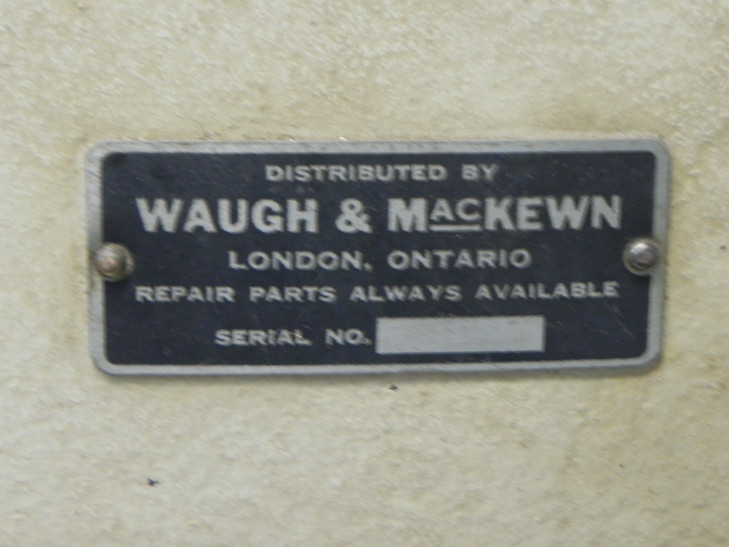 DISTRIBUTED BY
WAUGH & MACKEWN
LONDON, ONTARIO
REPAIR PARTS ALWAYS AVAILABLE
SERIAL NO.